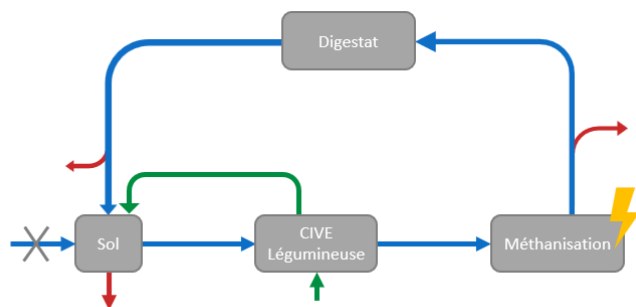 Digestat
Sol
CIVE
Légumineuse
Méthanisation